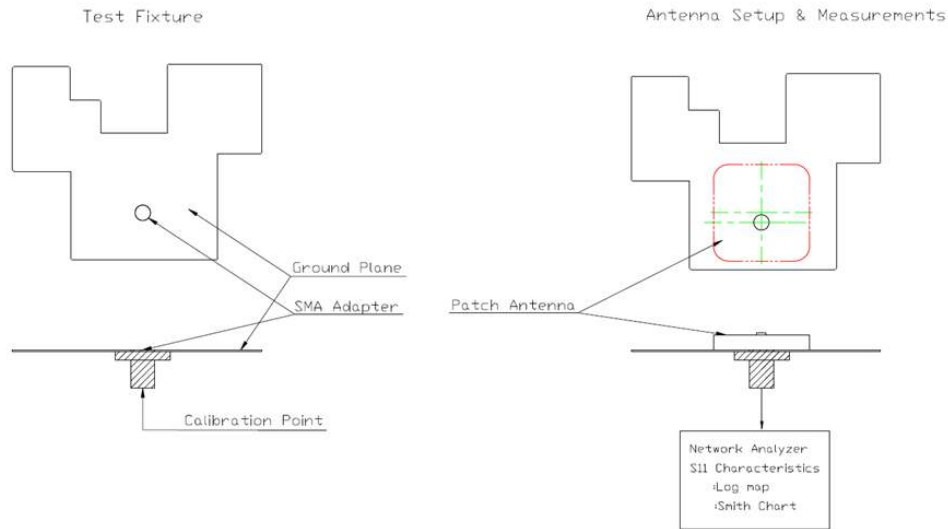 Test Fixture
Antenna Setup & Measurements
Ground Plane
SMA Adapter
Patch Antenna
Calibration Point
Network Analyzer
S11 Characteristics
:Log map
:Smith Chart